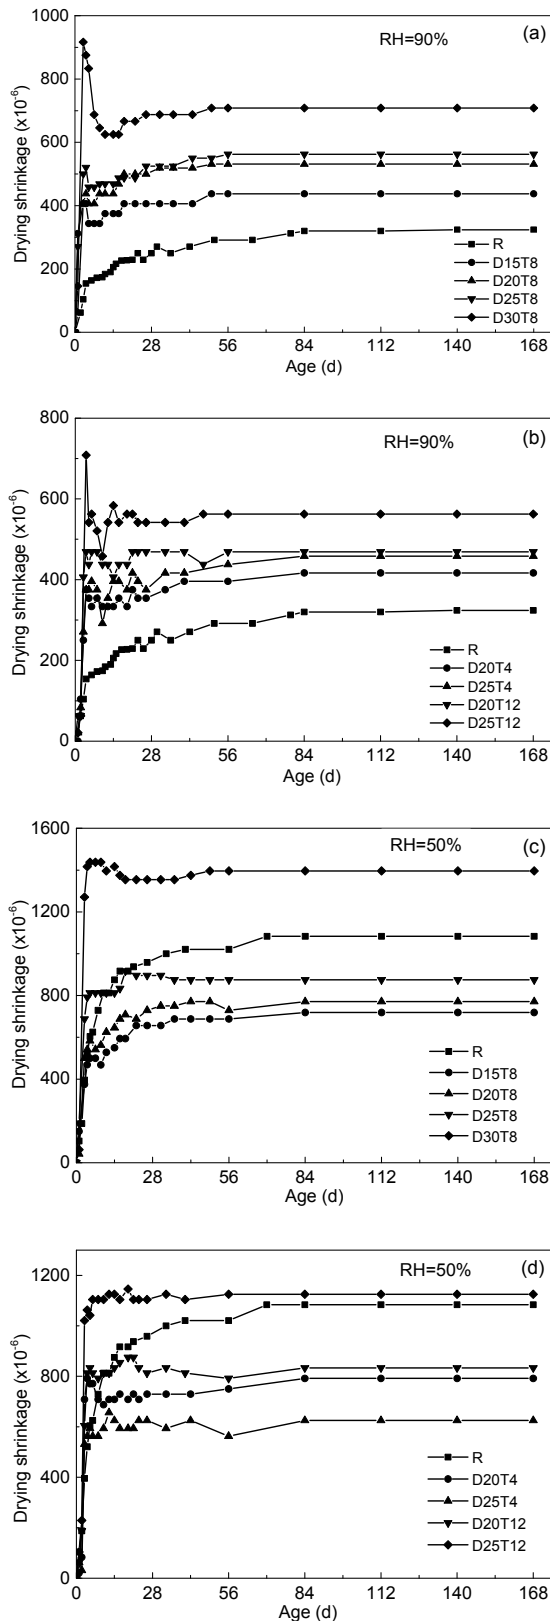 1000
(a)
RH=90%
800
600
400
200
0
Drying shrinkage (x10⁻⁶)
R
D15T8
D20T8
D25T8
D30T8
0 28 56 84 112 140 168
Age (d)
800
(b)
RH=90%
600
400
200
0
Drying shrinkage (x10⁻⁶)
R
D20T4
D25T4
D20T12
D25T12
0 28 56 84 112 140 168
Age (d)
1600
(c)
RH=50%
1200
800
400
0
Drying shrinkage (x10⁻⁶)
R
D15T8
D20T8
D25T8
D30T8
0 28 56 84 112 140 168
Age (d)
(d)
RH=50%
1200
800
400
0
Drying shrinkage (x10⁻⁶)
R
D20T4
D25T4
D20T12
D25T12
0 28 56 84 112 140 168
Age (d)